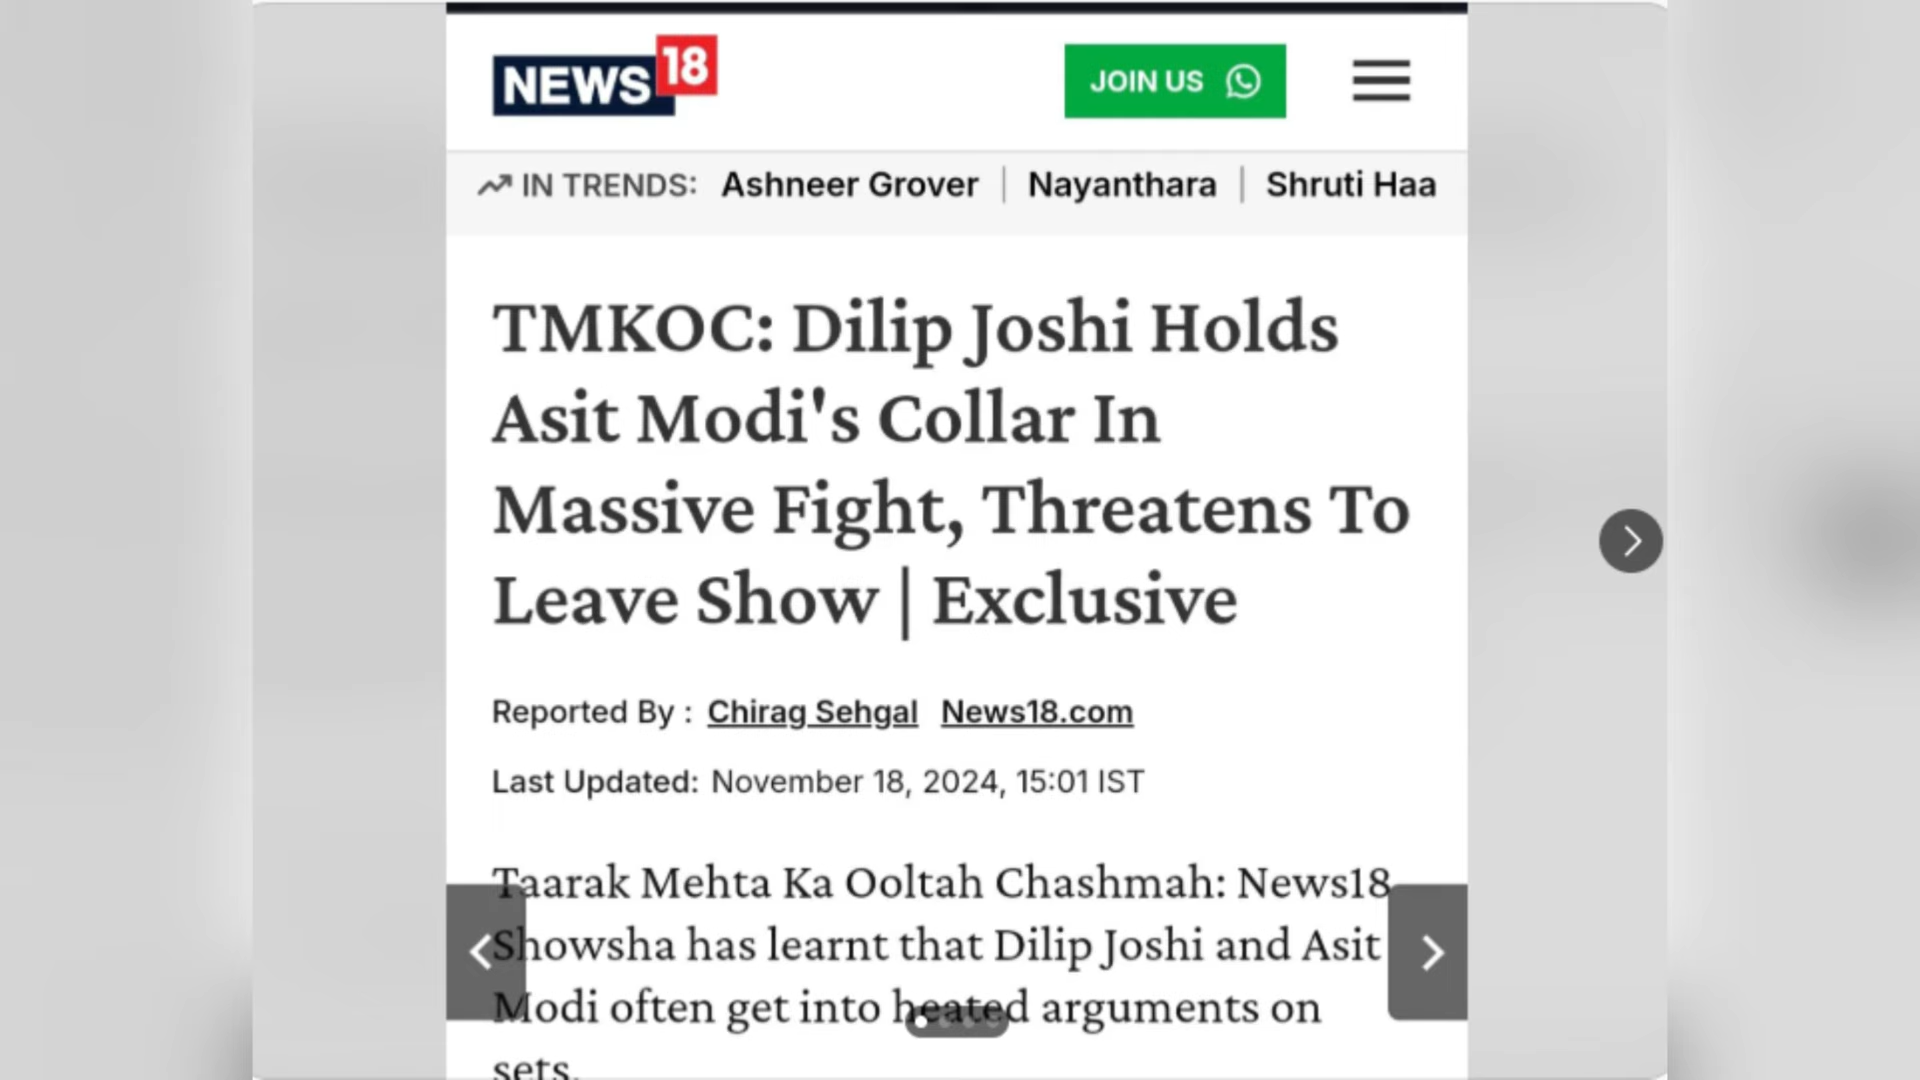 NEWS 18
JOIN US
IN TRENDS: Ashneer Grover | Nayanthara | Shruti Haa
TMKOC: Dilip Joshi Holds
Asit Modi's Collar In
Massive Fight, Threatens To
Leave Show | Exclusive
Reported By : Chirag Sehgal News18.com
Last Updated: November 18, 2024, 15:01 IST
Taarak Mehta Ka Ooltah Chashmah: News18
Showsha has learnt that Dilip Joshi and Asit
Modi often get into heated arguments on
sets.